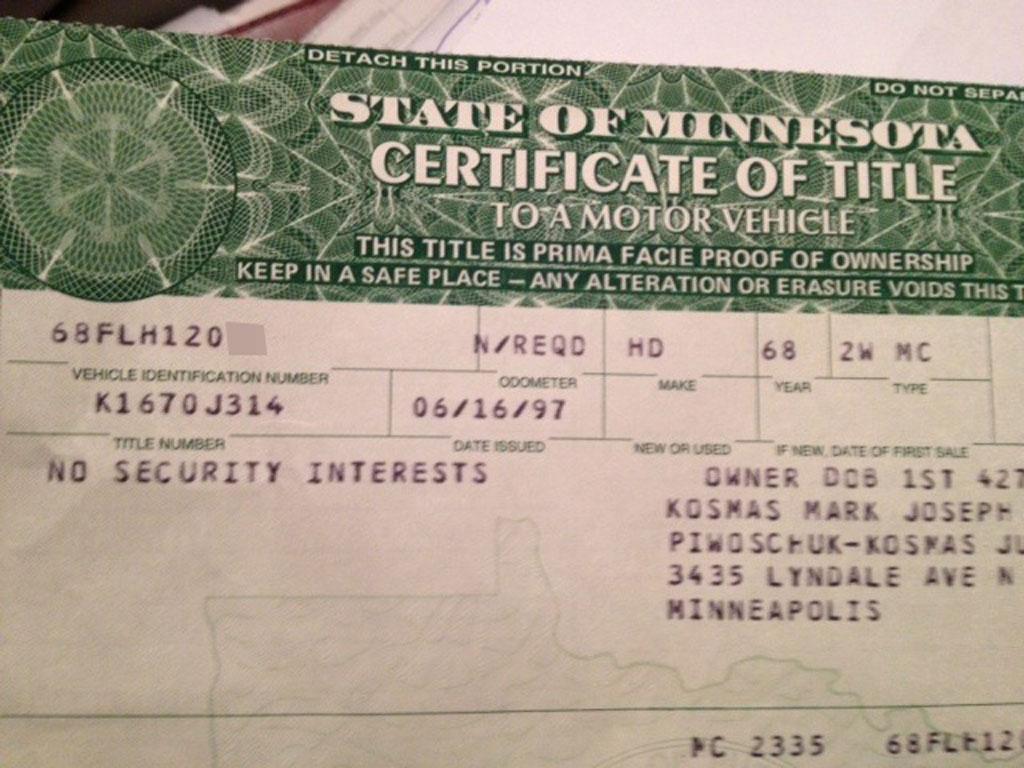 DETACH THIS PORTION
DO NOT SEPA
STATE OF MINNESOTA
CERTIFICATE OF TITLE
TO A MOTOR VEHICLE
THIS TITLE IS PRIMA FACIE PROOF OF OWNERSHIP
KEEP IN A SAFE PLACE – ANY ALTERATION OR ERASURE VOIDS THIS T
68FLH120 N/REQD HD 68 2W MC
VEHICLE IDENTIFICATION NUMBER ODOMETER MAKE YEAR TYPE
K1670J314 06/16/97
TITLE NUMBER DATE ISSUED NEW OR USED IF NEW, DATE OF FIRST SALE
NO SECURITY INTERESTS OWNER DOB 1ST 427
KOSMAS MARK JOSEPH
PIWOSCHUK-KOSMAS JU
3435 LYNDALE AVE N
MINNEAPOLIS
MC 2335 68FLH120